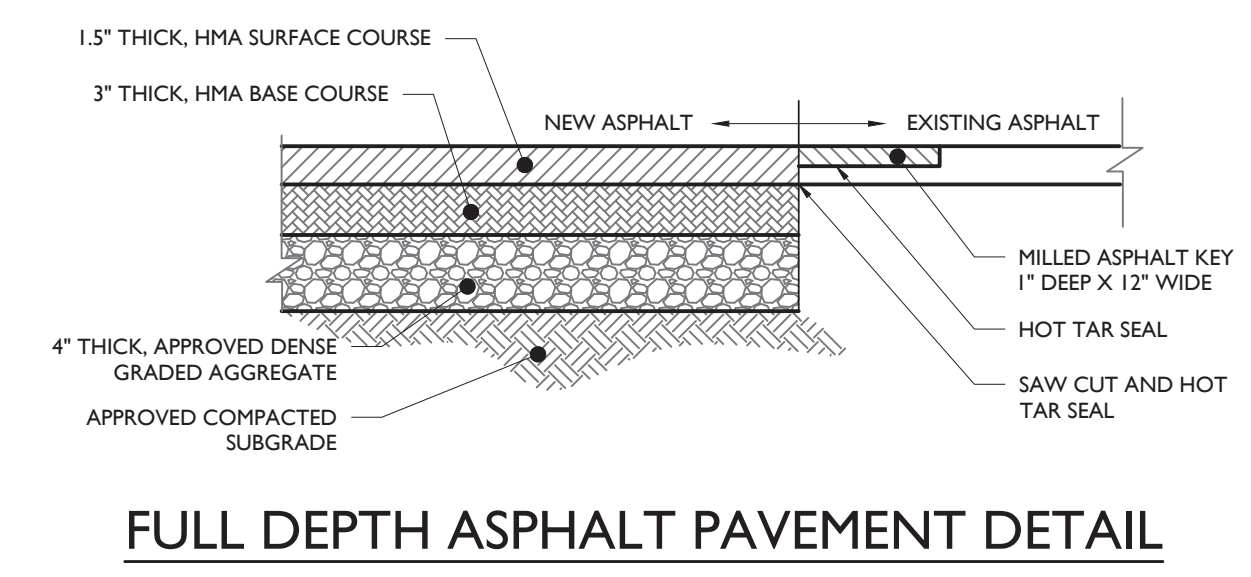 1.5" THICK, HMA SURFACE COURSE
3" THICK, HMA BASE COURSE
NEW ASPHALT
EXISTING ASPHALT
MILLED ASPHALT KEY
1" DEEP X 12" WIDE
HOT TAR SEAL
SAW CUT AND HOT
TAR SEAL
4" THICK, APPROVED DENSE
GRADED AGGREGATE
APPROVED COMPACTED
SUBGRADE
FULL DEPTH ASPHALT PAVEMENT DETAIL